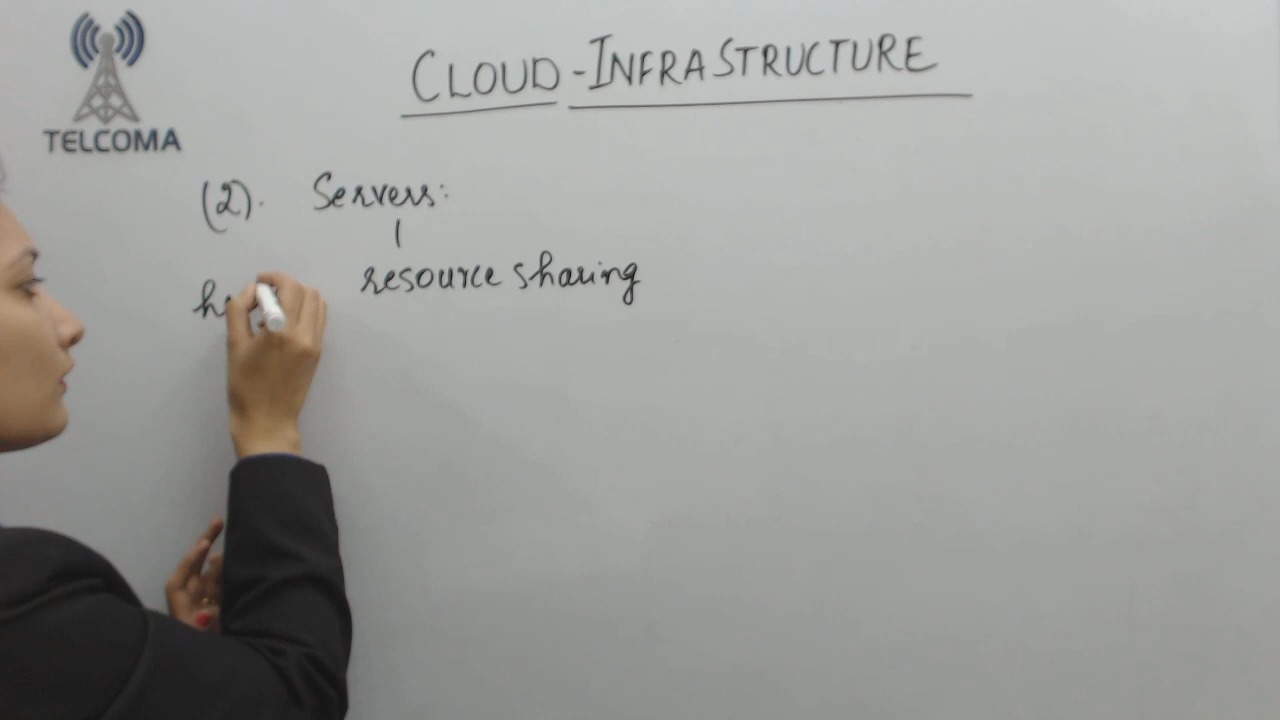 TELCOMA
CLOUD-INFRASTRUCTURE
(2). Servers:
resource sharing